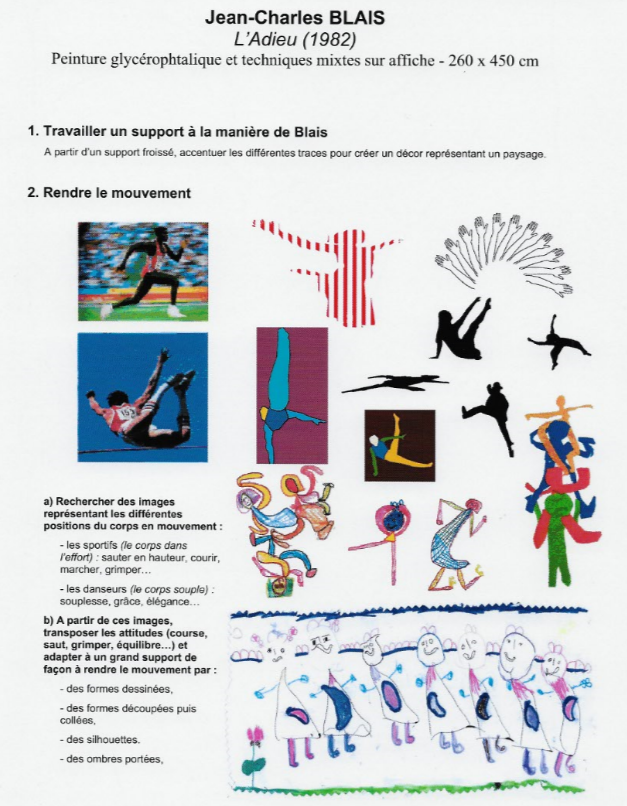 Jean-Charles BLAIS
L'Adieu (1982)
Peinture glycérophtalique et techniques mixtes sur affiche - 260 x 450 cm
1. Travailler un support à la manière de Blais
A partir d'un support froissé, accentuer les différentes traces pour créer un décor représentant un paysage.
2. Rendre le mouvement
a) Rechercher des images
représentant les différentes
positions du corps en mouvement :
- les sportifs (le corps dans
l'effort) : sauter en hauteur, courir,
marcher, grimper…
- les danseurs (le corps souple) :
souplesse, grâce, élégance…
b) A partir de ces images,
transposer les attitudes (course,
saut, grimper, équilibre…) et
adapter à un grand support de
façon à rendre le mouvement par :
- des formes dessinées,
- des formes découpées puis
collées,
- des silhouettes.
- des ombres portées,